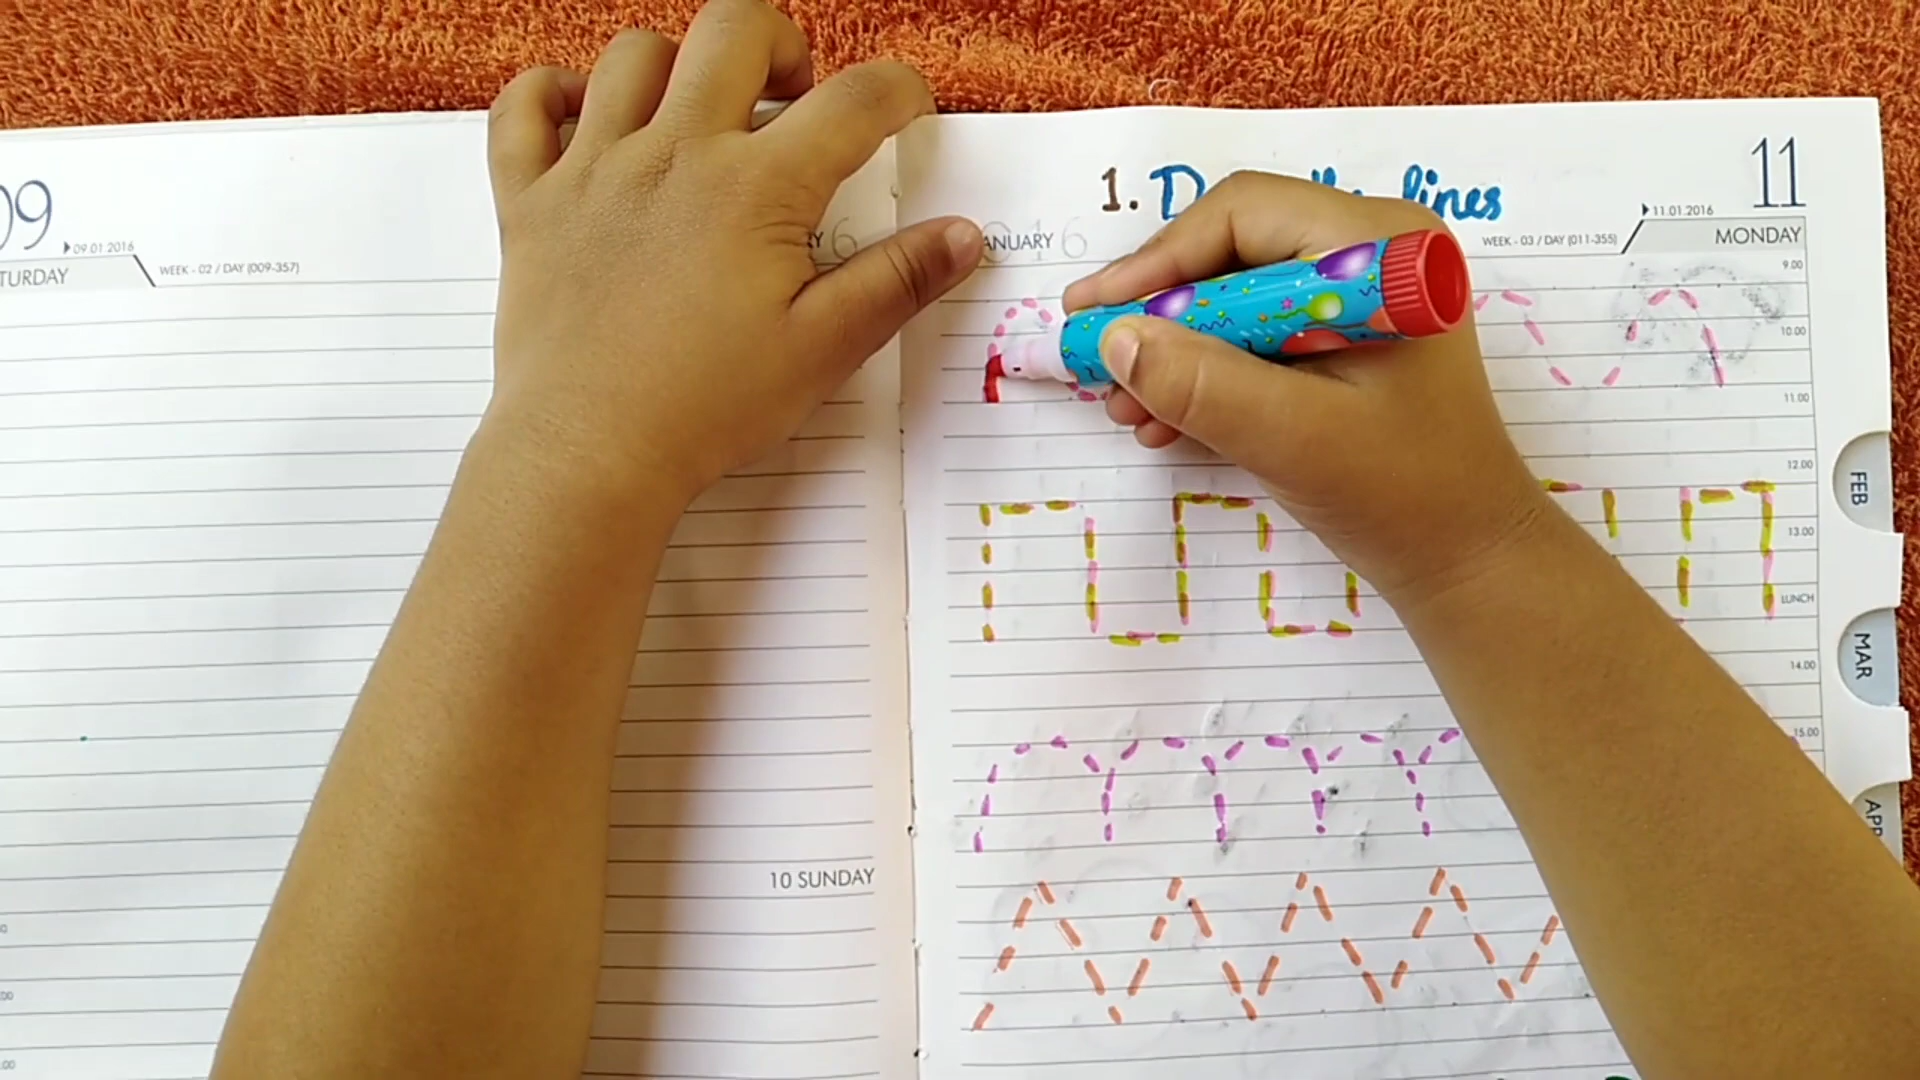 09
09.01.2016
WEEK - 02 / DAY (009-357)
10 SUNDAY
1. lines
11
11.01.2016
WEEK - 03 / DAY (011-355)
MONDAY
9.00
10.00
11.00
12.00
13.00
LUNCH
14.00
15.00
FEB
MAR